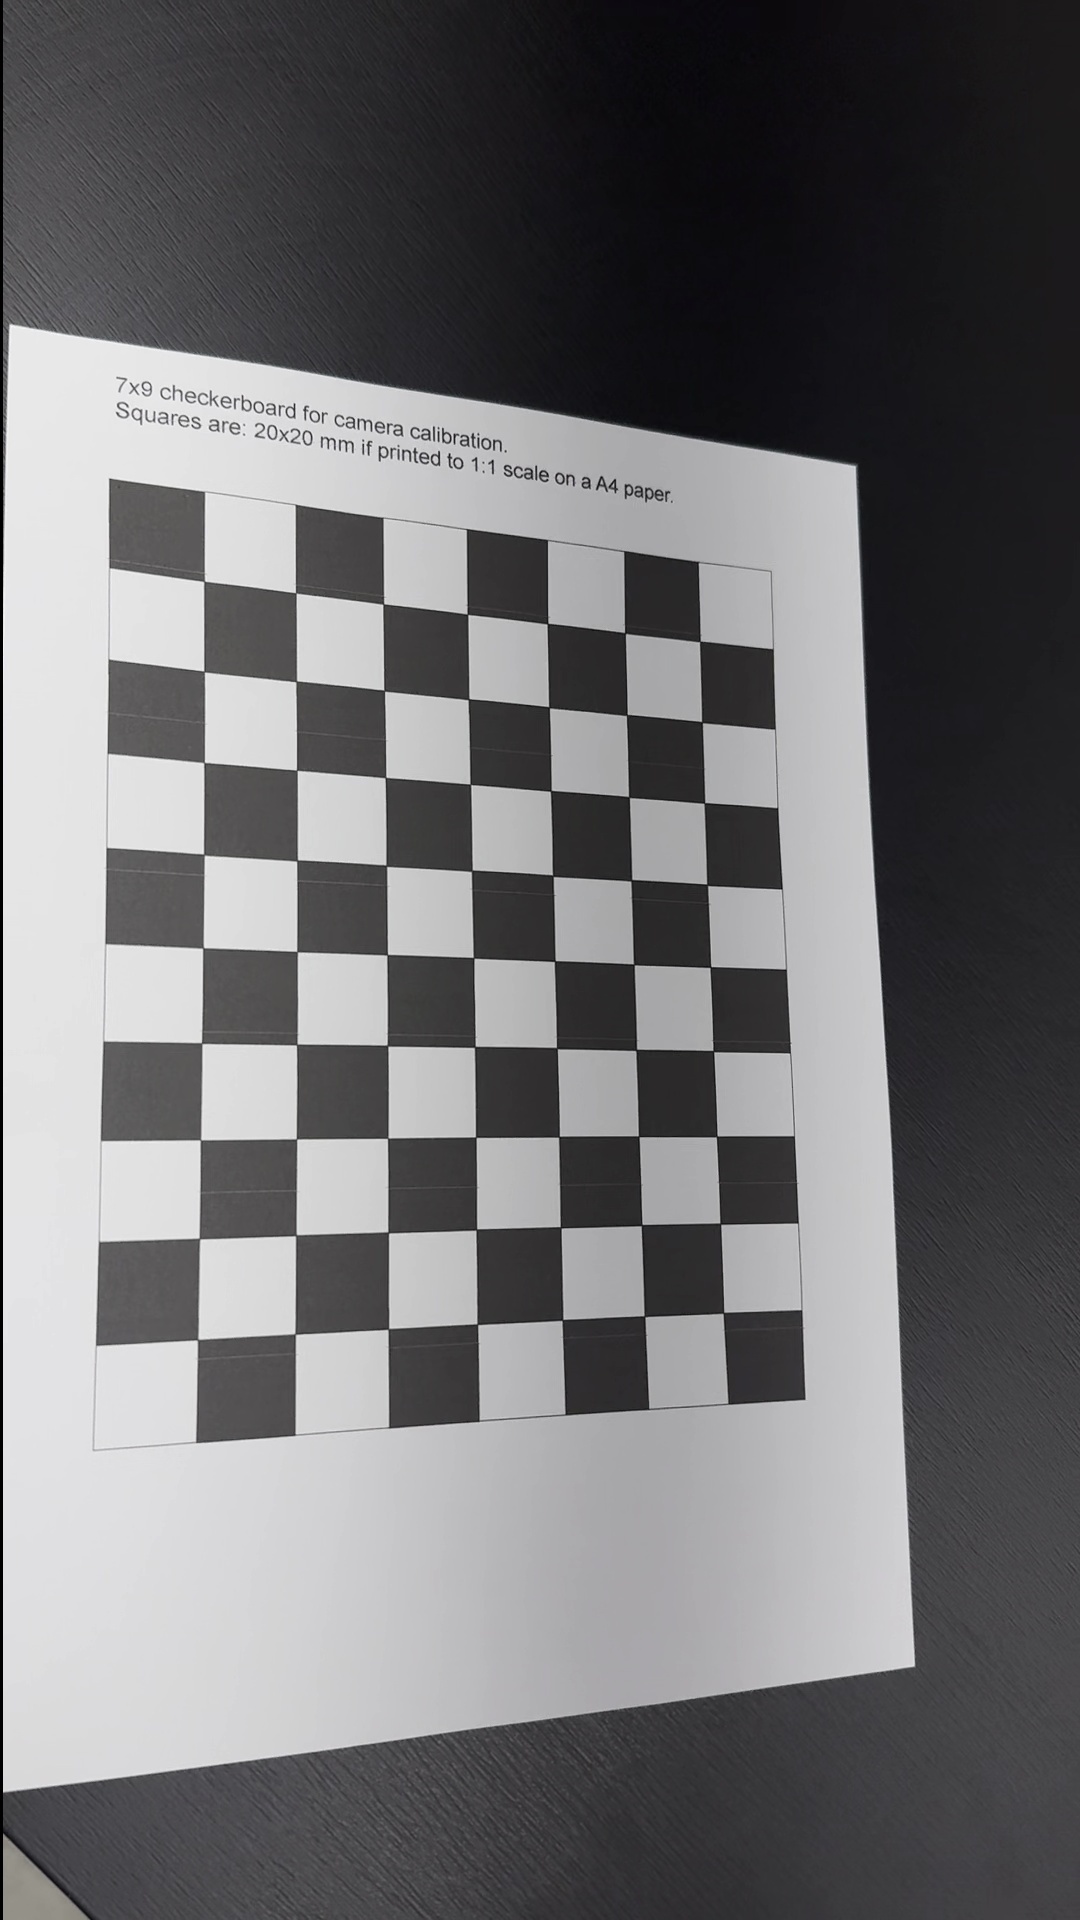 7x9 checkerboard for camera calibration.
Squares are: 20x20 mm if printed to 1:1 scale on a A4 paper.